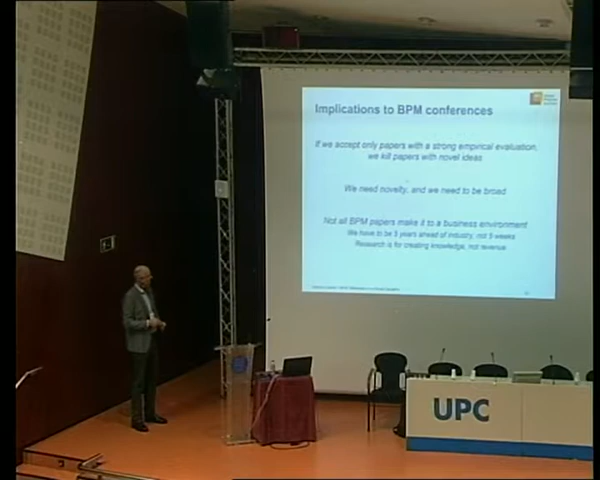 Implications to BPM conferences
If we accept only papers with a strong empirical evaluation,
we kill papers with novel ideas
We need novelty, and we need to be broad
Not all BPM papers make it to a business environment
We have to be 5 years ahead of industry, not 5 weeks
Research is for creating knowledge, not revenue
UPC